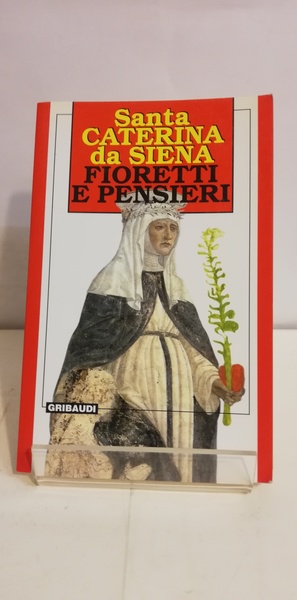 Santa
CATERINA
da SIENA
FIORETTI
E PENSIERI
GRIBAUDI